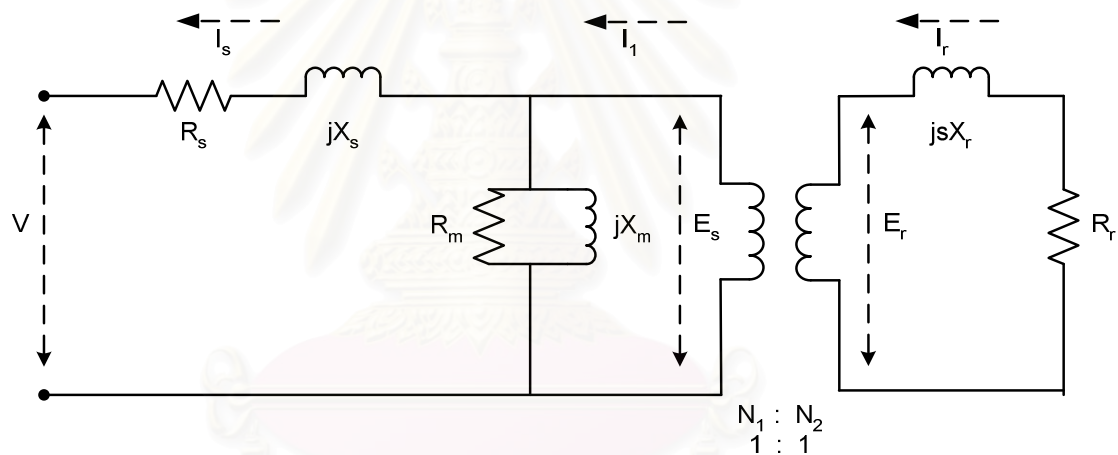 I_s
I_1
I_r
R_s
jX_s
jsX_r
V
R_m
jX_m
E_s
E_r
R_r
N_1 : N_2
1 : 1